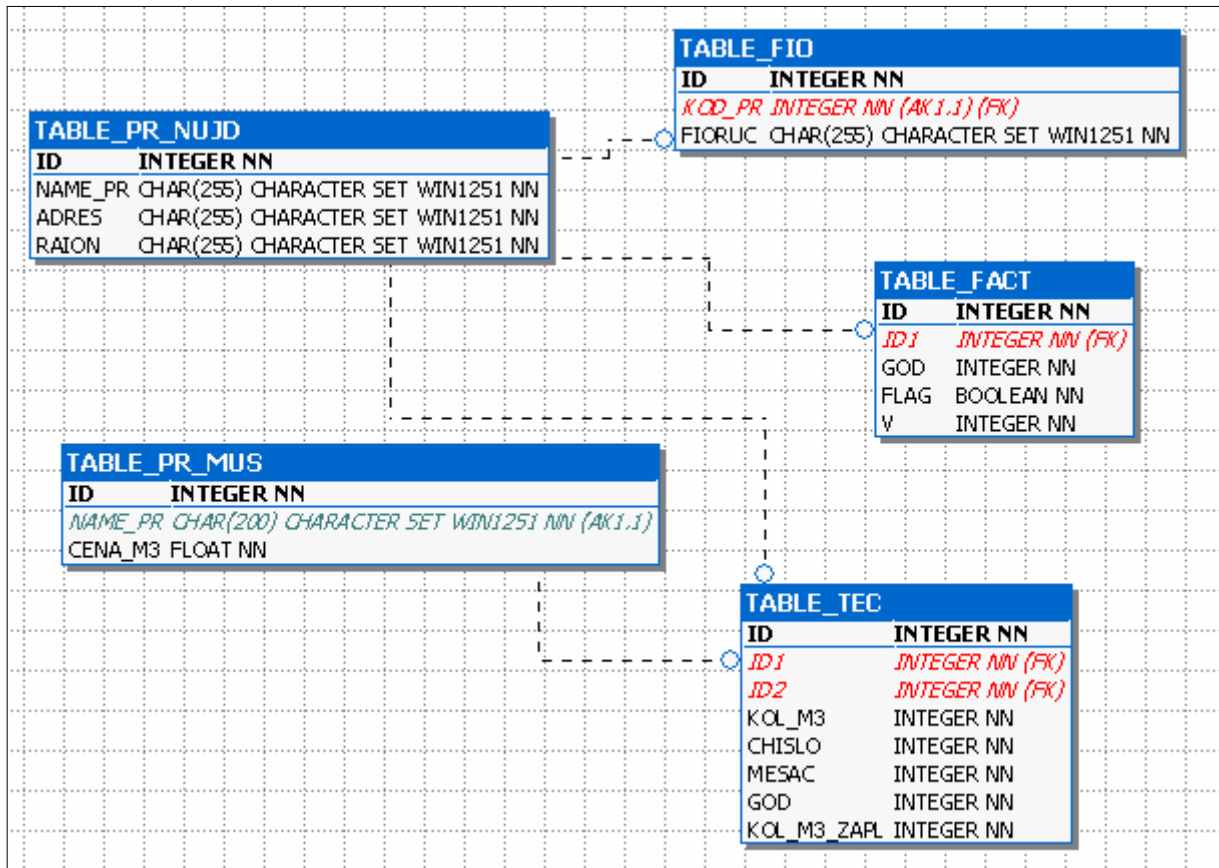 TABLE_FIO
ID INTEGER NN
KOD_PR INTEGER NN (AK1.1) (FK)
FIORUC CHAR(255) CHARACTER SET WIN1251 NN
TABLE_PR_NUJD
ID INTEGER NN
NAME_PR CHAR(255) CHARACTER SET WIN1251 NN
ADRES CHAR(255) CHARACTER SET WIN1251 NN
RAION CHAR(255) CHARACTER SET WIN1251 NN
TABLE_FACT
ID INTEGER NN
ID1 INTEGER NN (FK)
GOD INTEGER NN
FLAG BOOLEAN NN
V INTEGER NN
TABLE_PR_MUS
ID INTEGER NN
NAME_PR CHAR(200) CHARACTER SET WIN1251 NN (AK1.1)
CENA_M3 FLOAT NN
TABLE_TEC
ID INTEGER NN
ID1 INTEGER NN (FK)
ID2 INTEGER NN (FK)
KOL_M3 INTEGER NN
CHISLO INTEGER NN
MESAC INTEGER NN
GOD INTEGER NN
KOL_M3_ZAPL INTEGER NN